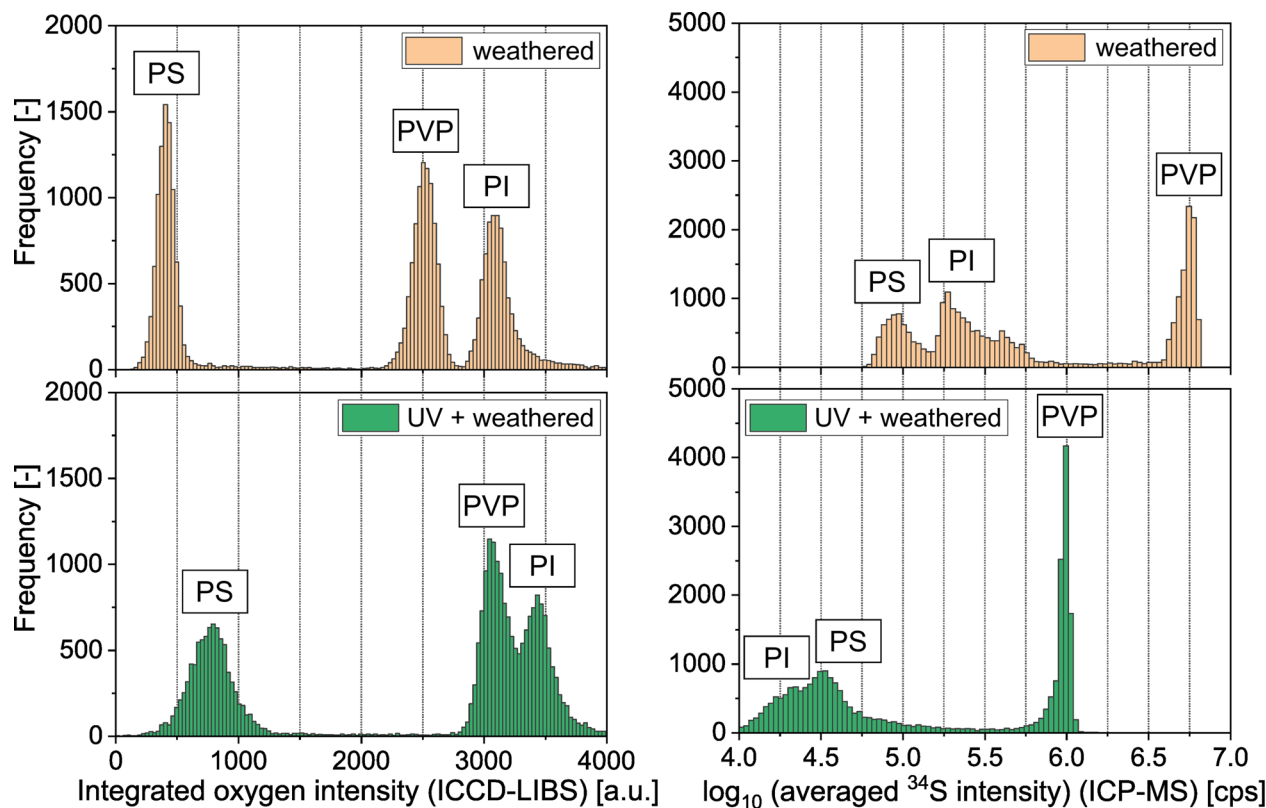 2000
weathered
PS
1500
PVP
PI
1000
500
0
Frequency [-]
5000
weathered
4000
3000
PVP
2000
PI
PS
1000
0
2000
UV + weathered
1500
PVP
PI
1000
PS
500
0
Frequency [-]
0 1000 2000 3000 4000
Integrated oxygen intensity (ICCD-LIBS) [a.u.]
5000
UV + weathered
PVP
4000
3000
2000
PS
PI
1000
0
4.0 4.5 5.0 5.5 6.0 6.5 7.0
log₁₀ (averaged ³⁴S intensity) (ICP-MS) [cps]